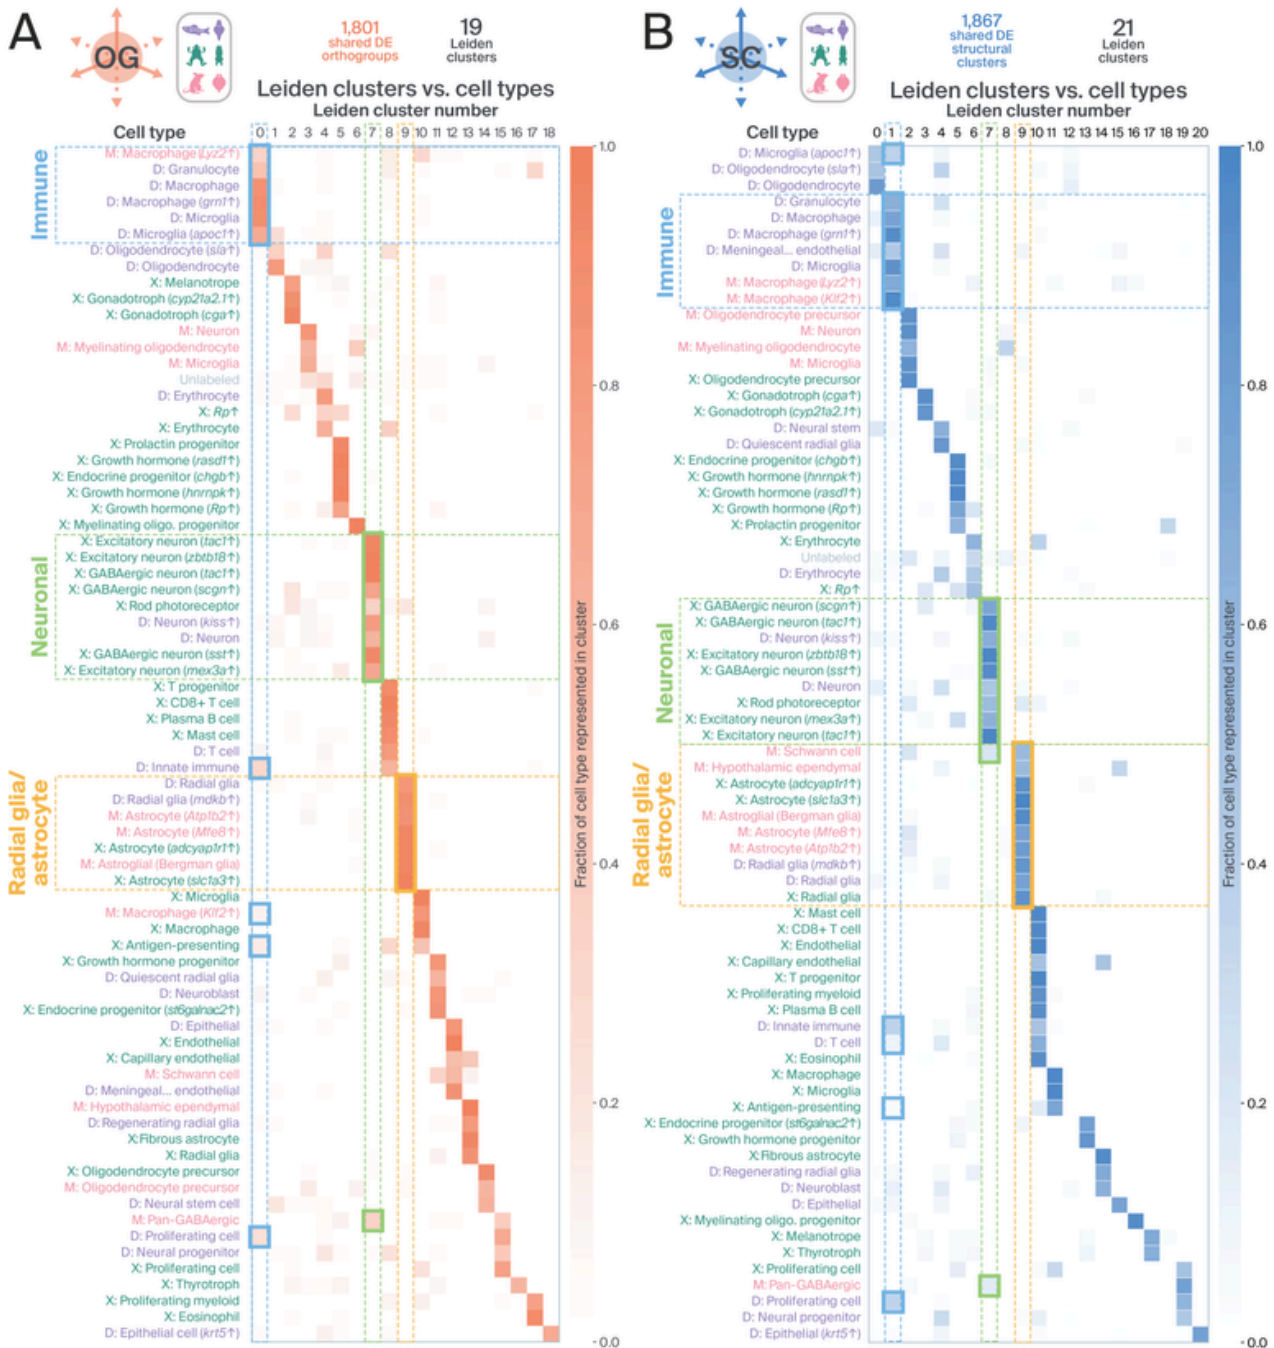 A
OG
1,801
shared DE
orthogroups
19
Leiden
clusters
Leiden clusters vs. cell types
Leiden cluster number
Cell type
0 1 2 3 4 5 6 7 8 9 10 11 12 13 14 15 16 17 18
Immune
M: Macrophage (Lyz2↑)
D: Granulocyte
D: Macrophage
D: Macrophage (grn1↑)
D: Microglia
D: Microglia (apoc1↑)
D: Oligodendrocyte (sla↑)
D: Oligodendrocyte
X: Melanotrope
X: Gonadotroph (cyp21a2.1↑)
X: Gonadotroph (cga↑)
M: Neuron
M: Myelinating oligodendrocyte
M: Microglia
Unlabeled
D: Erythrocyte
X: Rp↑
X: Erythrocyte
X: Prolactin progenitor
X: Growth hormone (rasd1↑)
X: Endocrine progenitor (chgb↑)
X: Growth hormone (hnrnpk↑)
X: Growth hormone (Rp↑)
X: Myelinating oligo. progenitor
Neuronal
X: Excitatory neuron (tac1↑)
X: Excitatory neuron (zbtb18↑)
X: GABAergic neuron (tac1↑)
X: GABAergic neuron (scgn↑)
X: Rod photoreceptor
D: Neuron (kiss↑)
D: Neuron
X: GABAergic neuron (sst↑)
X: Excitatory neuron (mex3a↑)
X: T progenitor
X: CD8+ T cell
X: Plasma B cell
X: Mast cell
D: T cell
D: Innate immune
Radial glia/
astrocyte
D: Radial glia
D: Radial glia (mdkb↑)
M: Astrocyte (Atp1b2↑)
M: Astrocyte (Mfe8↑)
X: Astrocyte (adcyap1r1↑)
M: Astroglial (Bergman glia)
X: Astrocyte (slc1a3↑)
X: Microglia
M: Macrophage (Klf2↑)
X: Macrophage
X: Antigen-presenting
X: Growth hormone progenitor
D: Quiescent radial glia
D: Neuroblast
X: Endocrine progenitor (st6galnac2↑)
D: Epithelial
X: Endothelial
X: Capillary endothelial
M: Schwann cell
D: Meningeal... endothelial
M: Hypothalamic ependymal
D: Regenerating radial glia
X:Fibrous astrocyte
X: Radial glia
X: Oligodendrocyte precursor
M: Oligodendrocyte precursor
D: Neural stem cell
M: Pan-GABAergic
D: Proliferating cell
D: Neural progenitor
X: Proliferating cell
X: Thyrotroph
X: Proliferating myeloid
X: Eosinophil
D: Epithelial cell (krt5↑)
1.0
0.8
0.6
0.4
0.2
0.0
Fraction of cell type represented in cluster
B
SC
1,867
shared DE
structural
clusters
21
Leiden
clusters
Leiden clusters vs. cell types
Leiden cluster number
Cell type
0 1 2 3 4 5 6 7 8 9 10 11 12 13 14 15 16 17 18 19 20
D: Microglia (apoc1↑)
D: Oligodendrocyte (sla↑)
D: Oligodendrocyte
Immune
D: Granulocyte
D: Macrophage
D: Macrophage (grn1↑)
D: Meningeal... endothelial
D: Microglia
M: Macrophage (Lyz2↑)
M: Macrophage (Klf2↑)
M: Oligodendrocyte precursor
M: Neuron
M: Myelinating oligodendrocyte
M: Microglia
X: Oligodendrocyte precursor
X: Gonadotroph (cga↑)
X: Gonadotroph (cyp21a2.1↑)
D: Neural stem
D: Quiescent radial glia
X: Endocrine progenitor (chgb↑)
X: Growth hormone (hnrnpk↑)
X: Growth hormone (rasd1↑)
X: Growth hormone (Rp↑)
X: Prolactin progenitor
X: Erythrocyte
Unlabeled
D: Erythrocyte
X: Rp↑
Neuronal
X: GABAergic neuron (scgn↑)
X: GABAergic neuron (tac1↑)
D: Neuron (kiss↑)
X: Excitatory neuron (zbtb18↑)
X: GABAergic neuron (sst↑)
D: Neuron
X: Rod photoreceptor
X: Excitatory neuron (mex3a↑)
X: Excitatory neuron (tac1↑)
Radial glia/
astrocyte
M: Schwann cell
M: Hypothalamic ependymal
X: Astrocyte (adcyap1r1↑)
X: Astrocyte (slc1a3↑)
M: Astroglial (Bergman glia)
M: Astrocyte (Mfe8↑)
M: Astrocyte (Atp1b2↑)
D: Radial glia (mdkb↑)
D: Radial glia
X: Radial glia
X: Mast cell
X: CD8+ T cell
X: Endothelial
X: Capillary endothelial
X: T progenitor
X: Proliferating myeloid
X: Plasma B cell
D: Innate immune
D: T cell
X: Eosinophil
X: Macrophage
X: Microglia
X: Antigen-presenting
X: Endocrine progenitor (st6galnac2↑)
X: Growth hormone progenitor
X:Fibrous astrocyte
D: Regenerating radial glia
D: Neuroblast
D: Epithelial
X: Myelinating oligo. progenitor
X: Melanotrope
X: Thyrotroph
X: Proliferating cell
M: Pan-GABAergic
D: Proliferating cell
D: Neural progenitor
D: Epithelial (krt5↑)
1.0
0.8
0.6
0.4
0.2
0.0
Fraction of cell type represented in cluster